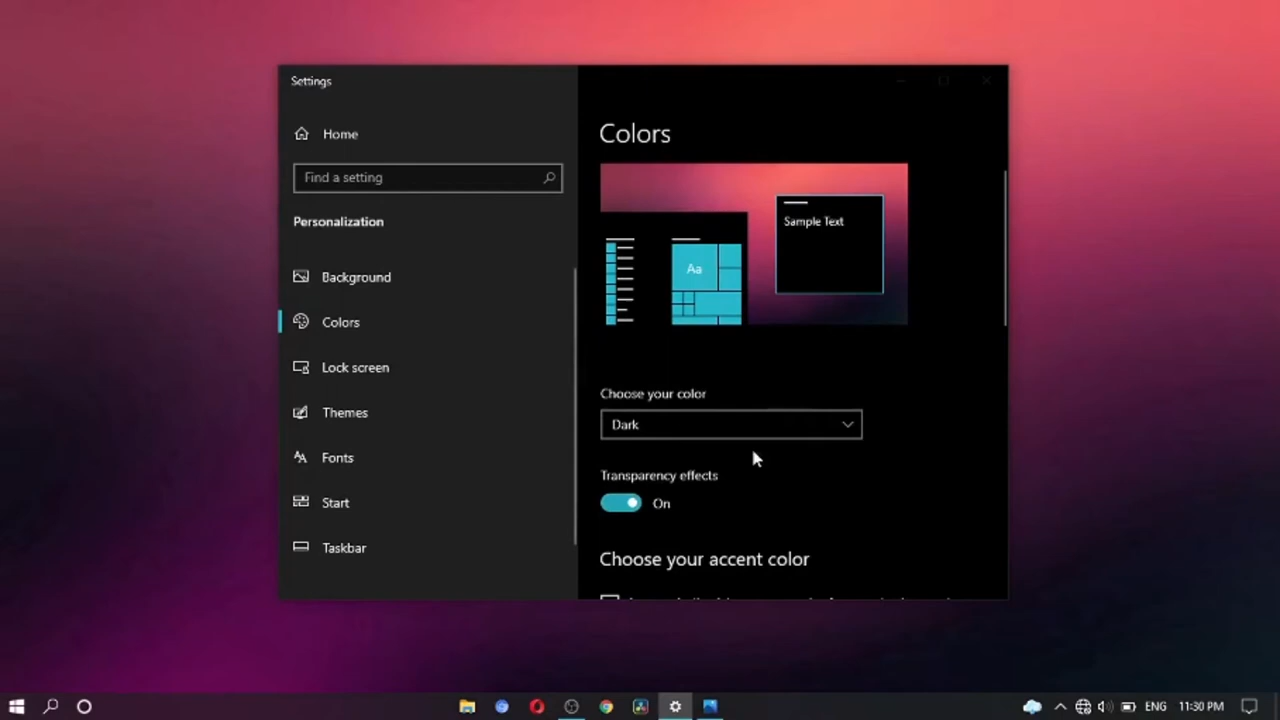 Settings
Home
Find a setting
Personalization
Background
Colors
Lock screen
Themes
Fonts
Start
Taskbar
Colors
Sample Text
Aa
Choose your color
Dark
Transparency effects
On
Choose your accent color
ENG
11:30 PM